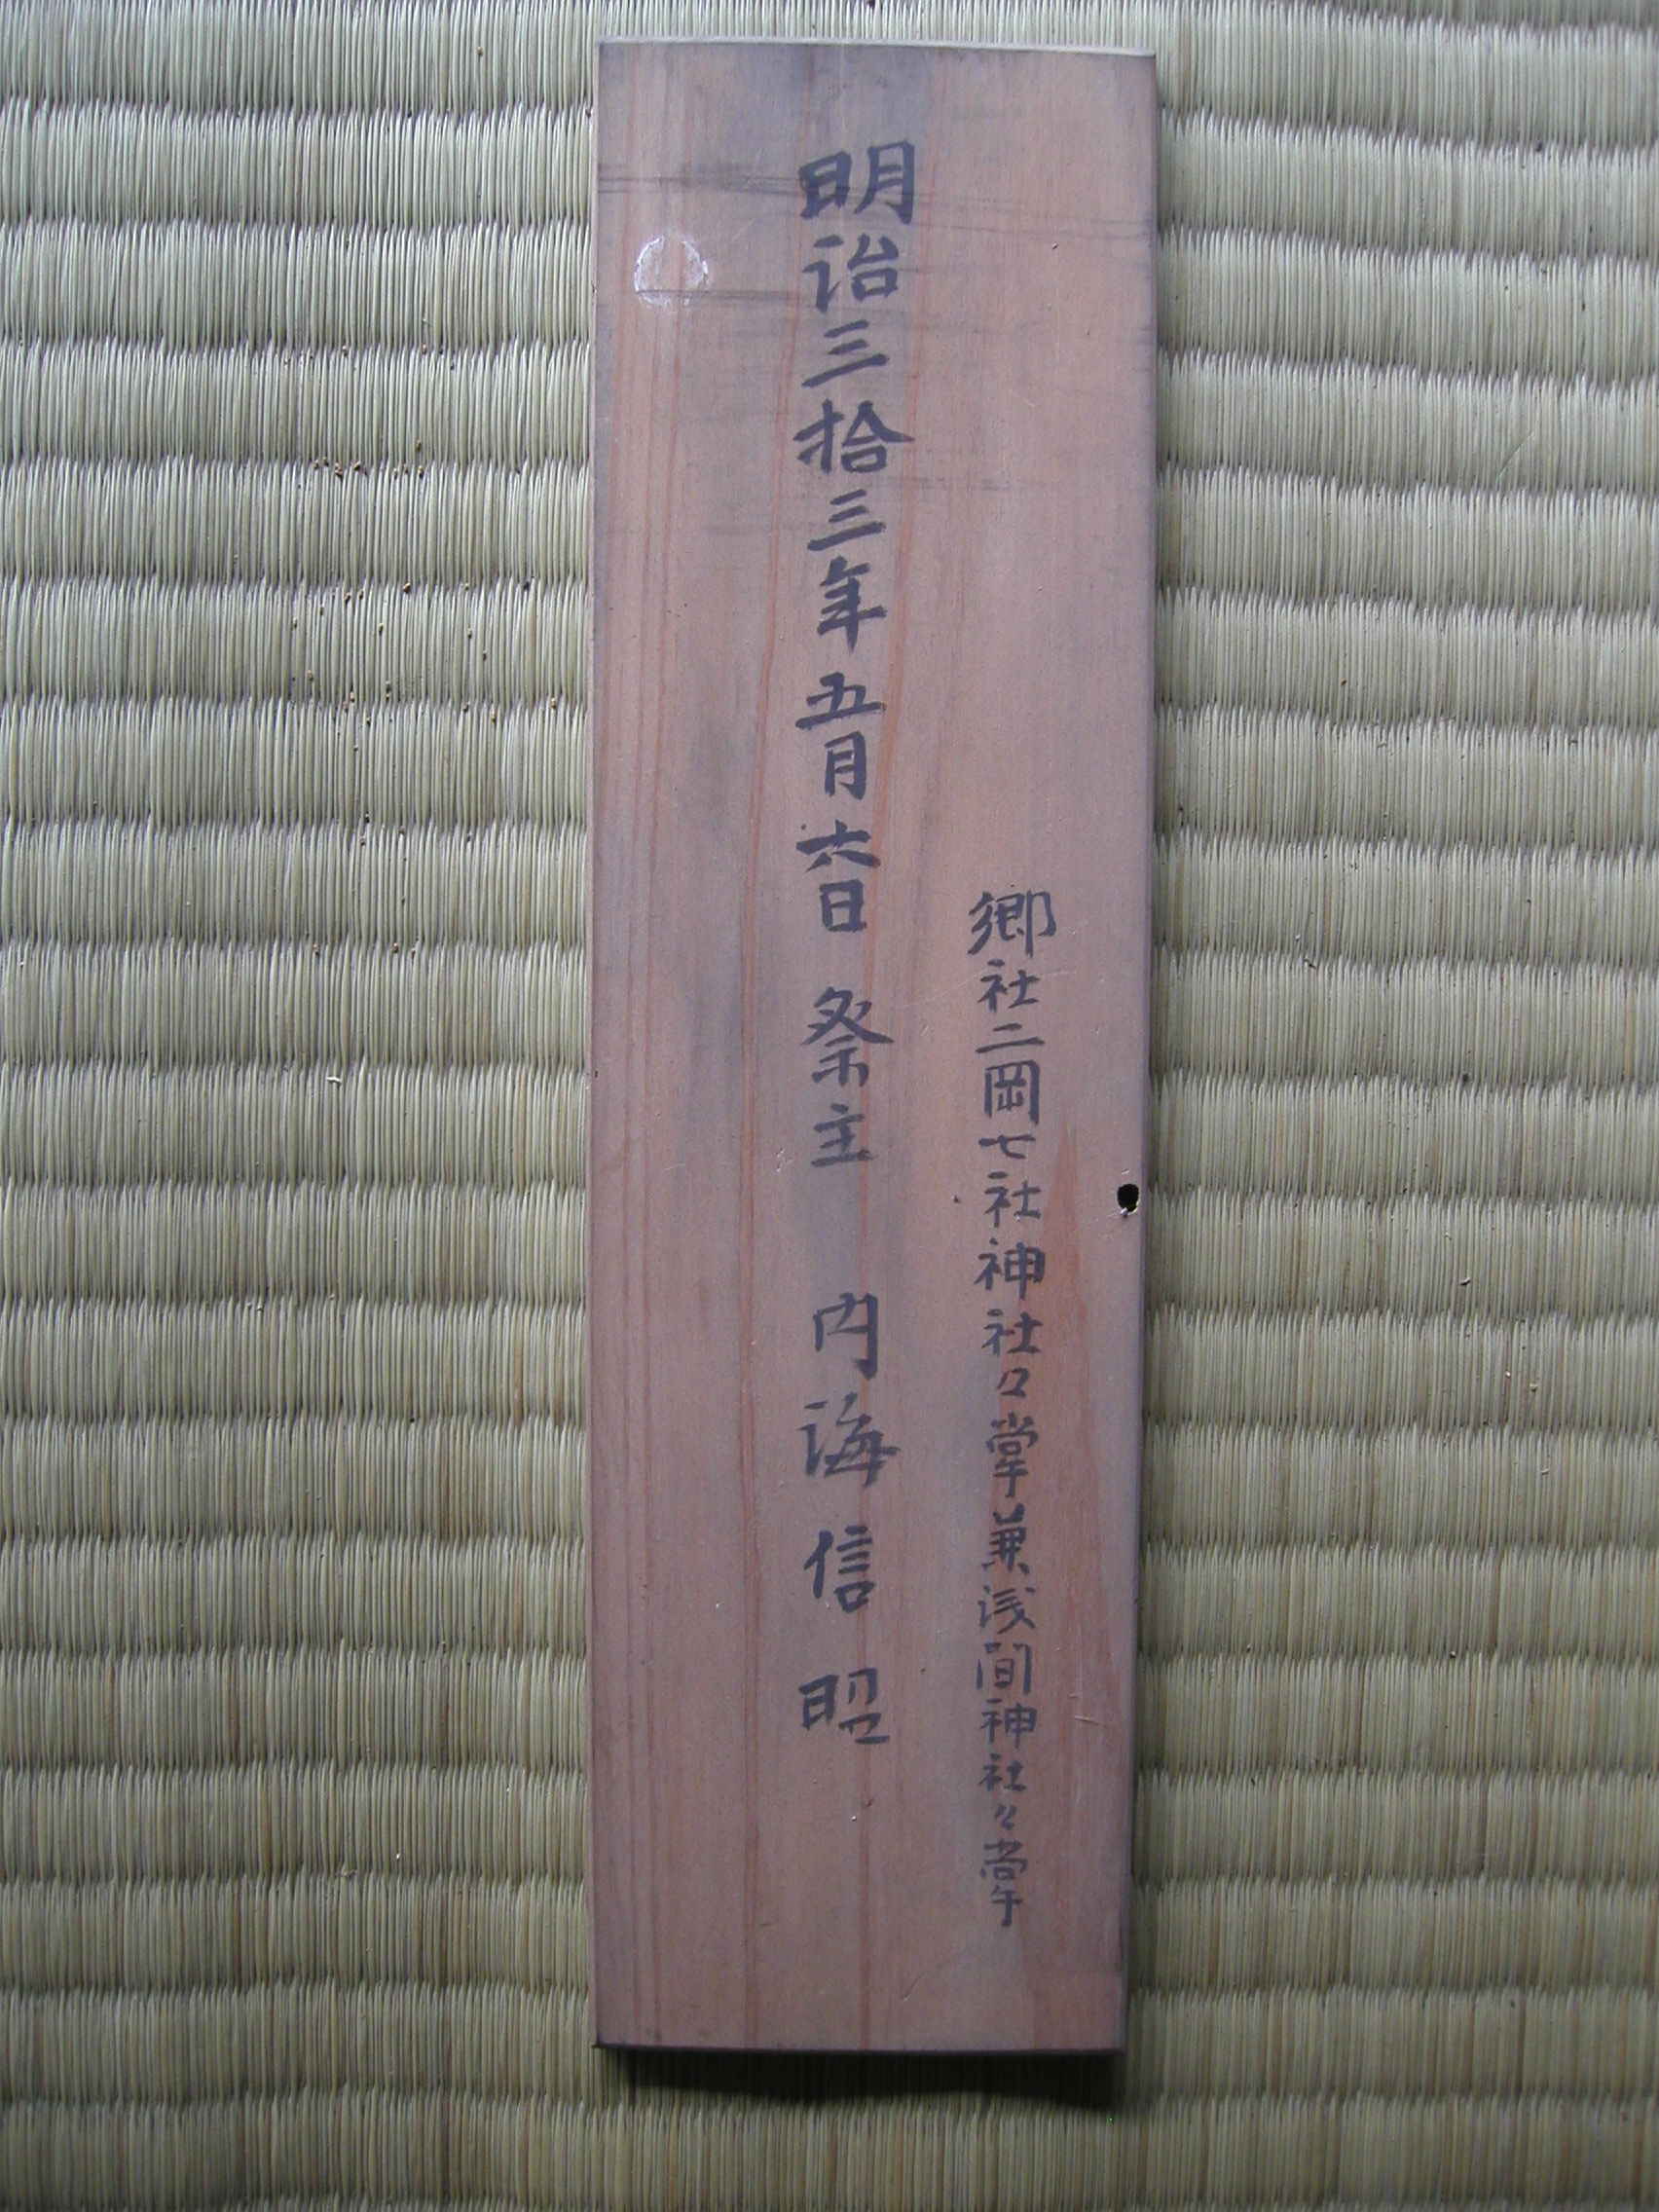 郷社二岡七社神社々掌兼浅間神社々掌
明治三拾三年五月六日 祭主 内海信昭